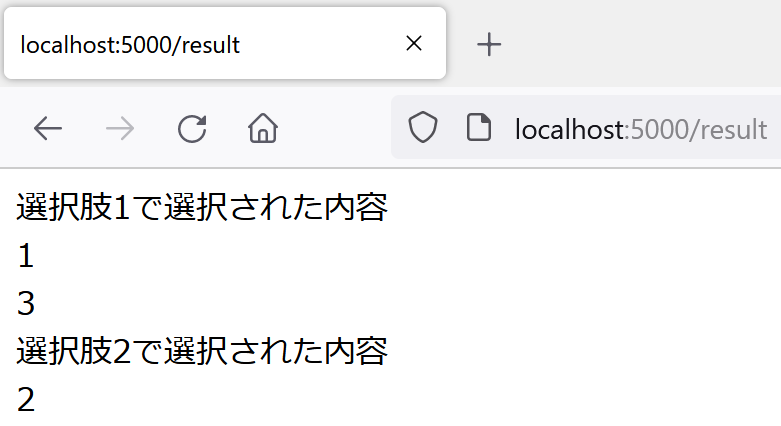 localhost:5000/result
localhost:5000/result
選択肢1で選択された内容
1
3
選択肢2で選択された内容
2